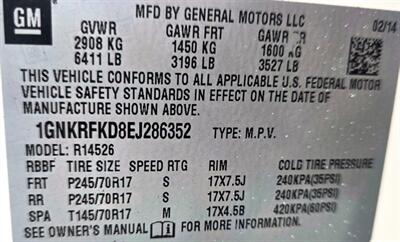 GM
MFD BY GENERAL MOTORS LLC
02/14
GVWR GAWR FRT GAWR RR
2908 KG 1450 KG 1600 KG
6411 LB 3196 LB 3527 LB
THIS VEHICLE CONFORMS TO ALL APPLICABLE U.S. FEDERAL MOTOR
VEHICLE SAFETY STANDARDS IN EFFECT ON THE DATE OF
MANUFACTURE SHOWN ABOVE.
1GNKRFKD8EJ286352 TYPE: M.P.V.
MODEL: R14526
RBBF TIRE SIZE SPEED RTG RIM COLD TIRE PRESSURE
FRT P245/70R17 S 17X7.5J 240KPA(35PSI)
RR P245/70R17 S 17X7.5J 240KPA(35PSI)
SPA T145/70R17 M 17X4.5B 420KPA(60PSI)
SEE OWNER'S MANUAL FOR MORE INFORMATION.